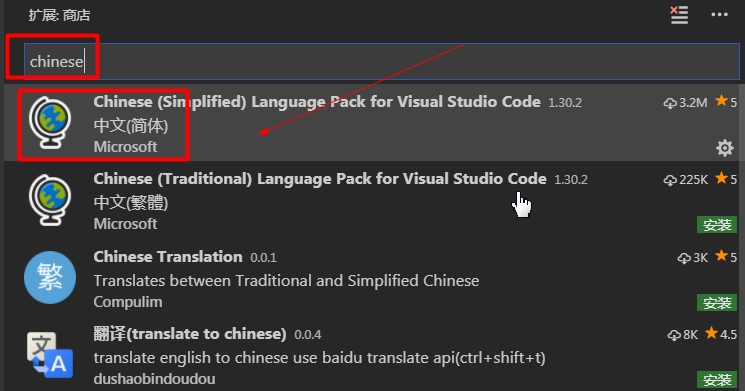 扩展: 商店
chinese
Chinese (Simplified) Language Pack for Visual Studio Code 1.30.2 3.2M ★5
中文(简体)
Microsoft
Chinese (Traditional) Language Pack for Visual Studio Code 1.30.2 225K ★5
中文(繁體)
Microsoft 安装
繁
Chinese Translation 0.0.1 3K ★5
Translates between Traditional and Simplified Chinese
Compulim 安装
文 A
翻译(translate to chinese) 0.0.4 8K ★4.5
translate english to chinese use baidu translate api(ctrl+shift+t)
dushaobindoudou 安装